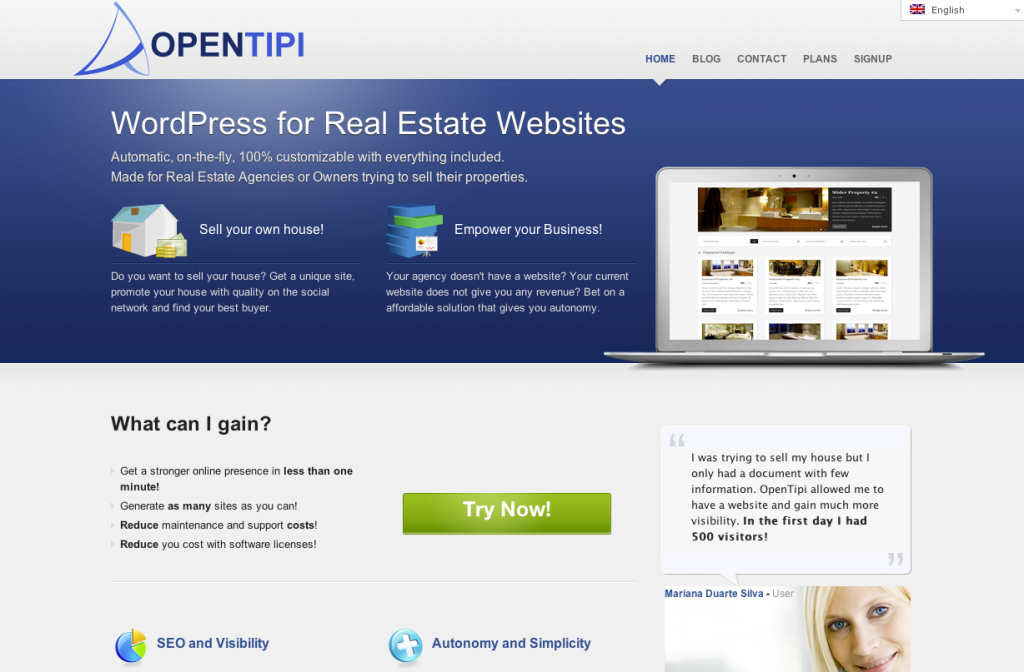 English
OPENTIPI
HOME BLOG CONTACT PLANS SIGNUP
WordPress for Real Estate Websites
Automatic, on-the-fly, 100% customizable with everything included.
Made for Real Estate Agencies or Owners trying to sell their properties.
Sell your own house!
Do you want to sell your house? Get a unique site,
promote your house with quality on the social
network and find your best buyer.
Empower your Business!
Your agency doesn't have a website? Your current
website does not give you any revenue? Bet on a
affordable solution that gives you autonomy.
Slider Property #2
Featured Listings
What can I gain?
Get a stronger online presence in less than one
minute!
Generate as many sites as you can!
Reduce maintenance and support costs!
Reduce you cost with software licenses!
Try Now!
“
I was trying to sell my house but I
only had a document with few
information. OpenTipi allowed me to
have a website and gain much more
visibility. In the first day I had
500 visitors!
”
Mariana Duarte Silva - User
SEO and Visibility
Autonomy and Simplicity